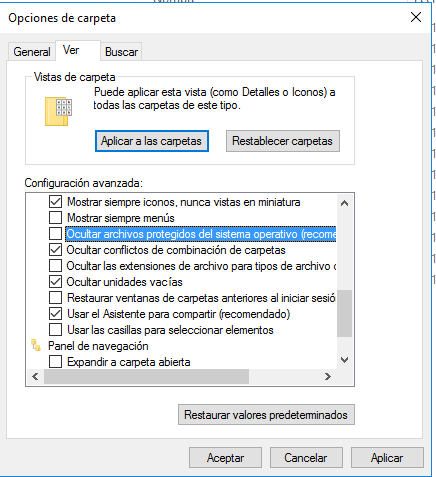 Opciones de carpeta
General
Ver
Buscar
Vistas de carpeta
Puede aplicar esta vista (como Detalles o Iconos) a
todas las carpetas de este tipo.
Aplicar a las carpetas
Restablecer carpetas
Configuración avanzada:
Mostrar siempre iconos, nunca vistas en miniatura
Mostrar siempre menús
Ocultar archivos protegidos del sistema operativo (recome
Ocultar conflictos de combinación de carpetas
Ocultar las extensiones de archivo para tipos de archivo c
Ocultar unidades vacías
Restaurar ventanas de carpetas anteriores al iniciar sesió
Usar el Asistente para compartir (recomendado)
Usar las casillas para seleccionar elementos
Panel de navegación
Expandir a carpeta abierta
Restaurar valores predeterminados
Aceptar
Cancelar
Aplicar